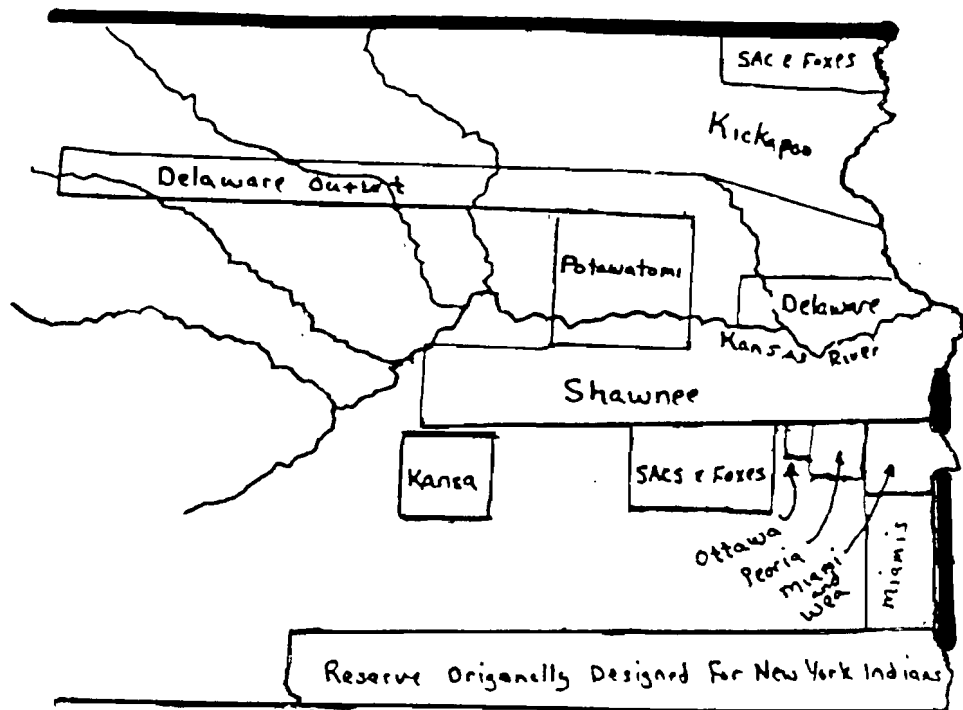 SAC & Foxes
Kickapoo
Delaware Outlet
Potawatomi
Delaware
Kansas River
Shawnee
Kansa
SACS & Foxes
Ottawa
Peoria
Miami
and
Wea
Miamis
Reserve Origanally Designed For New York Indians